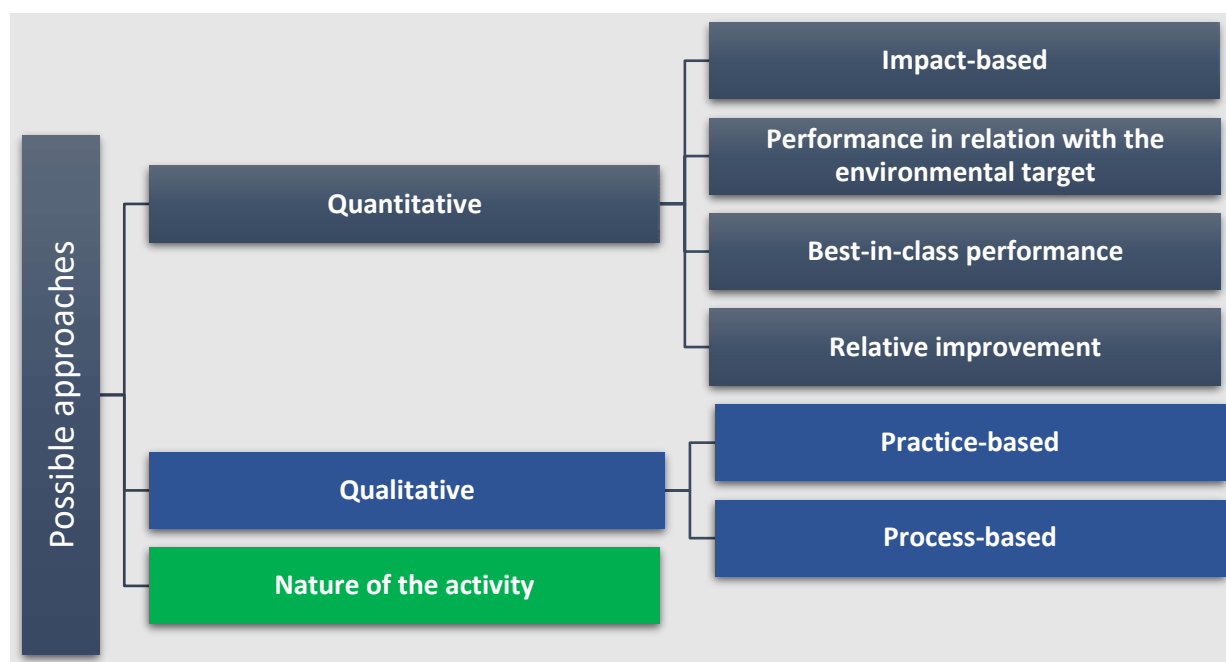 Possible approaches
Quantitative
Impact-based
Performance in relation with the
environmental target
Best-in-class performance
Relative improvement
Qualitative
Practice-based
Process-based
Nature of the activity